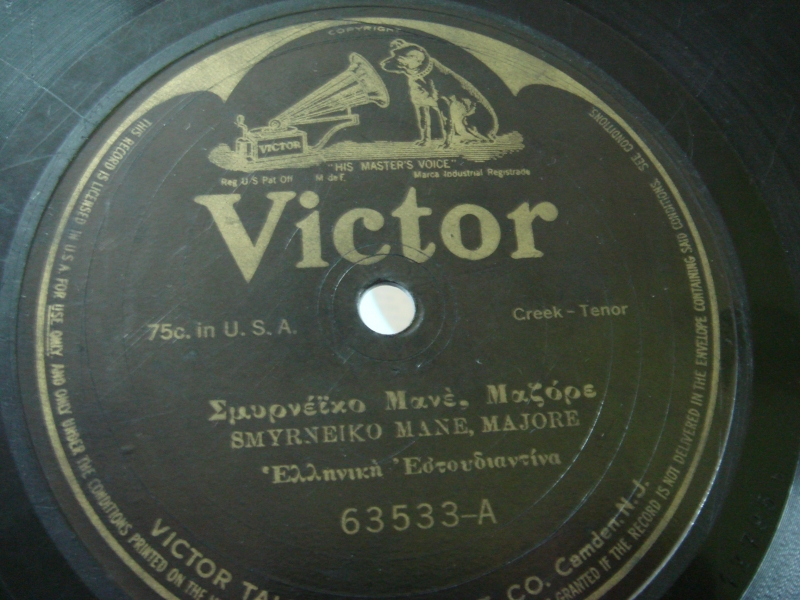 COPYRIGHT
VICTOR
"HIS MASTER'S VOICE"
Reg. U S Pat Off M de F. Marca Industrial Registrada
Victor
75c. in U. S. A.
Greek - Tenor
Σμυρνέϊκο Μανὲ, Μαζόρε
SMYRNEIKO MANE, MAJORE
Ἑλληνικὴ Ἐστουδιαντίνα
63533-A
THIS RECORD IS LICENSED IN U.S.A. FOR USE ONLY, AND ONLY UNDER THE CONDITIONS PRINTED ON THE
GRANTED IF THE RECORD IS NOT DELIVERED IN THE ENVELOPE CONTAINING SAID CONDITIONS. SEE CONDITIONS.
VICTOR CO. Camden. N. J.